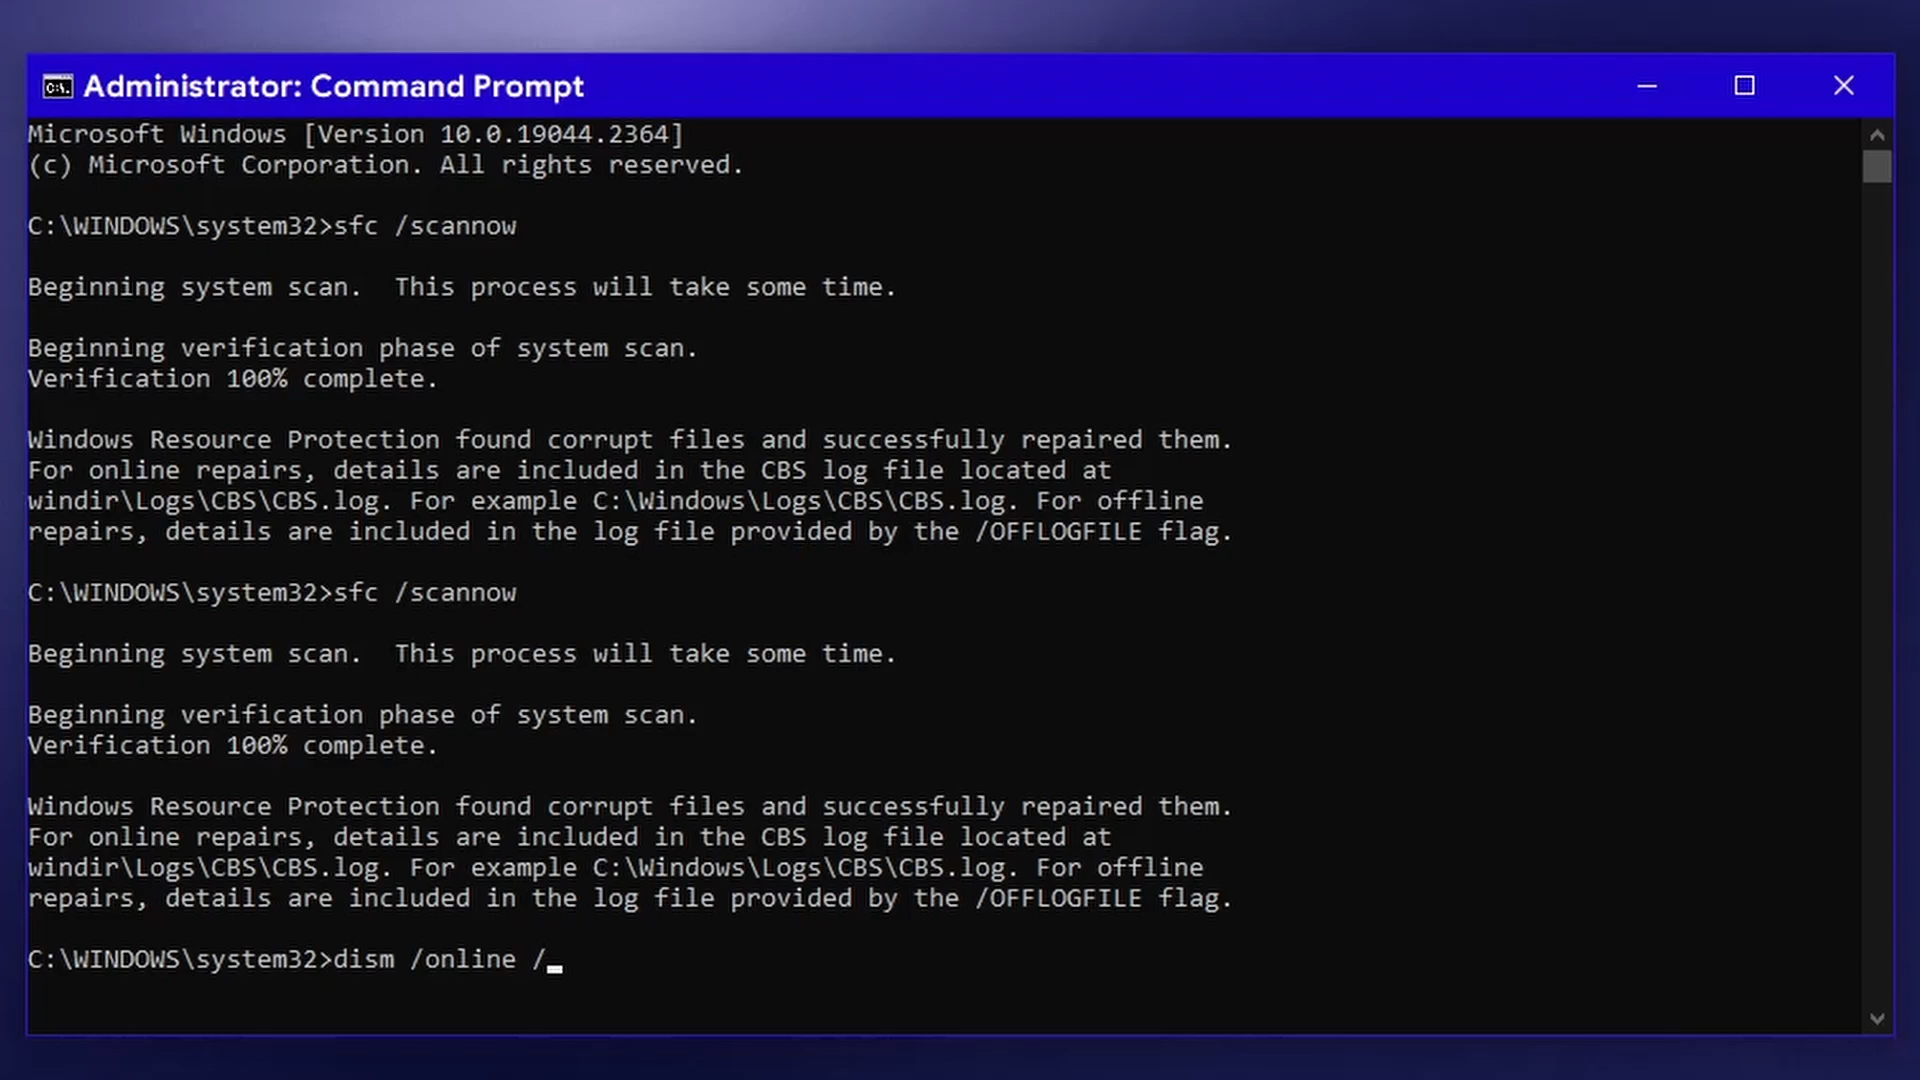 Administrator: Command Prompt
Microsoft Windows [Version 10.0.19044.2364]
(c) Microsoft Corporation. All rights reserved.
C:\WINDOWS\system32>sfc /scannow
Beginning system scan.  This process will take some time.
Beginning verification phase of system scan.
Verification 100% complete.
Windows Resource Protection found corrupt files and successfully repaired them.
For online repairs, details are included in the CBS log file located at
windir\Logs\CBS\CBS.log. For example C:\Windows\Logs\CBS\CBS.log. For offline
repairs, details are included in the log file provided by the /OFFLOGFILE flag.
C:\WINDOWS\system32>sfc /scannow
Beginning system scan.  This process will take some time.
Beginning verification phase of system scan.
Verification 100% complete.
Windows Resource Protection found corrupt files and successfully repaired them.
For online repairs, details are included in the CBS log file located at
windir\Logs\CBS\CBS.log. For example C:\Windows\Logs\CBS\CBS.log. For offline
repairs, details are included in the log file provided by the /OFFLOGFILE flag.
C:\WINDOWS\system32>dism /online /